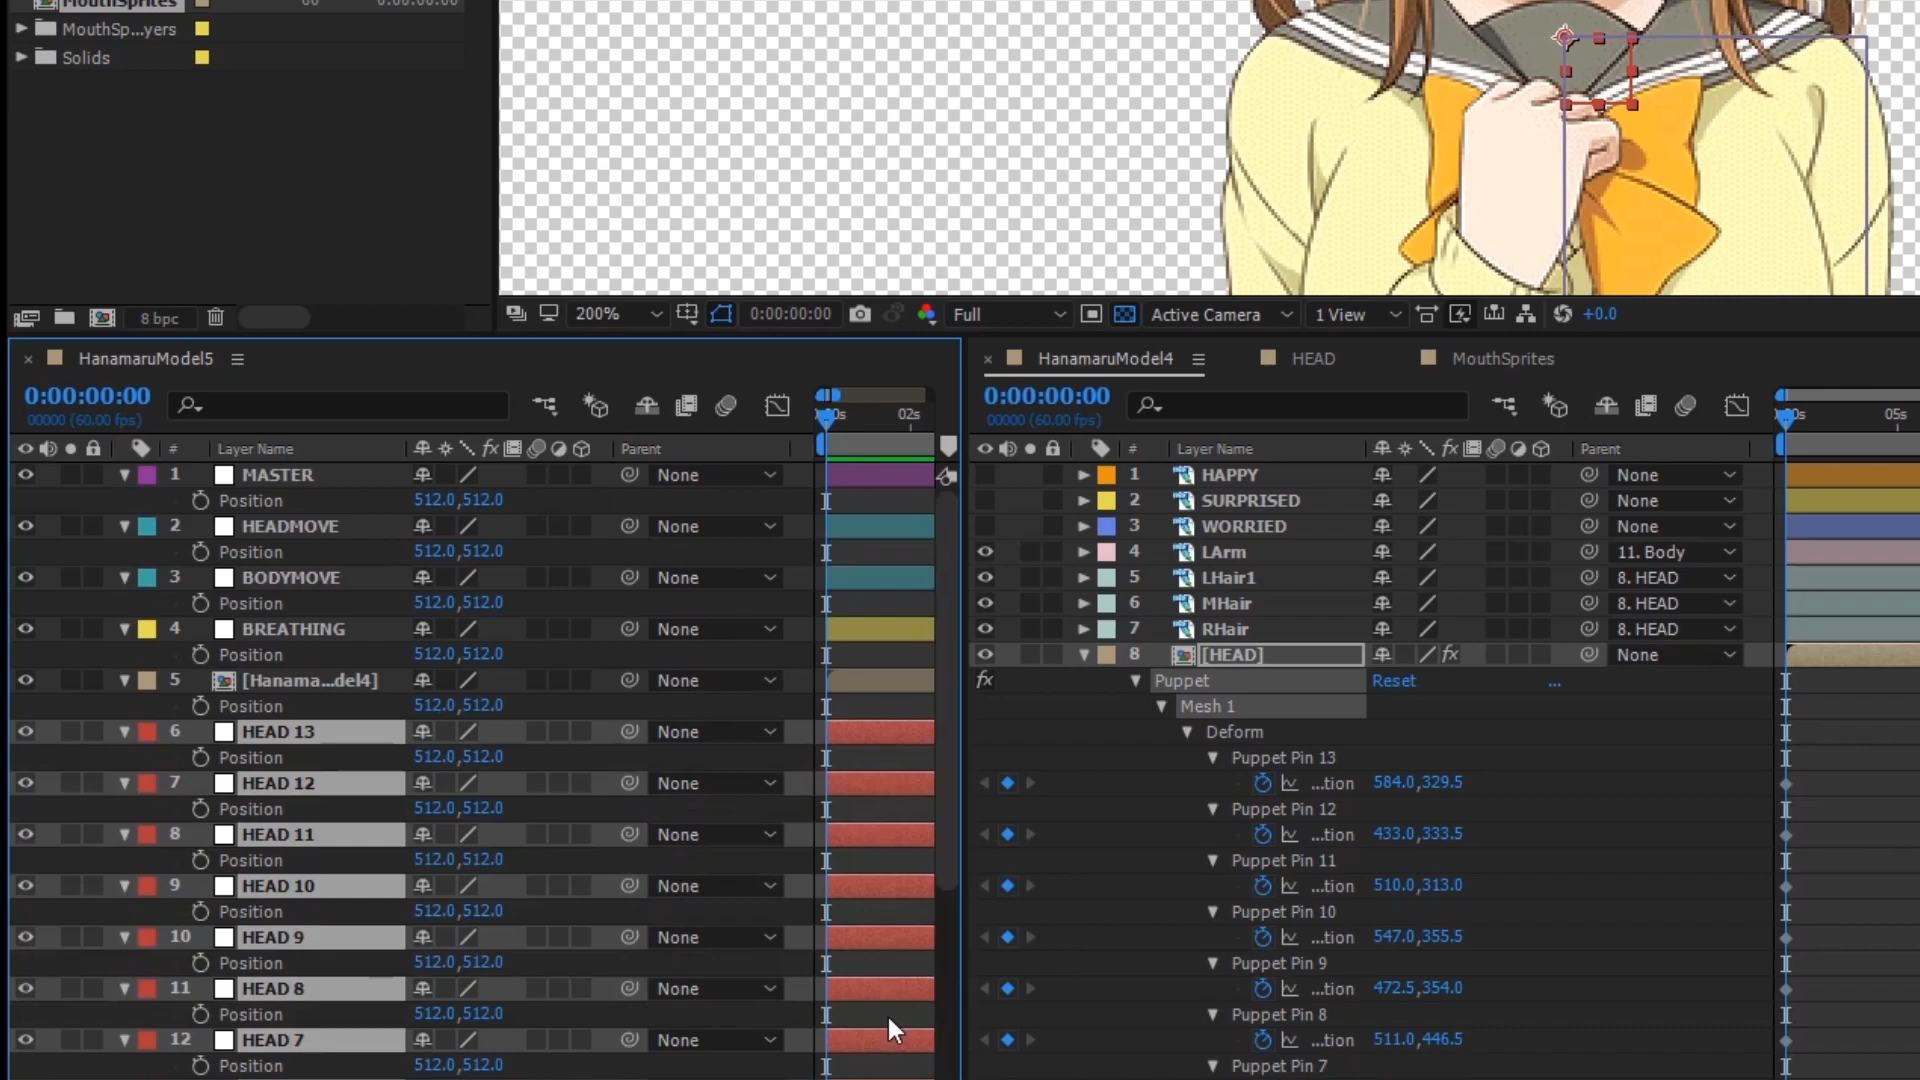 MouthSprites 60 0:00:00:00
MouthSp...yers
Solids
8 bpc
200% 0:00:00:00 Full Active Camera 1 View +0.0
HanamaruModel5
0:00:00:00
00000 (60.00 fps)
02s
# Layer Name fx Parent
1 MASTER None
Position 512.0,512.0
2 HEADMOVE None
Position 512.0,512.0
3 BODYMOVE None
Position 512.0,512.0
4 BREATHING None
Position 512.0,512.0
5 [Hanama...del4] None
Position 512.0,512.0
6 HEAD 13 None
Position 512.0,512.0
7 HEAD 12 None
Position 512.0,512.0
8 HEAD 11 None
Position 512.0,512.0
9 HEAD 10 None
Position 512.0,512.0
10 HEAD 9 None
Position 512.0,512.0
11 HEAD 8 None
Position 512.0,512.0
12 HEAD 7 None
Position 512.0,512.0
HanamaruModel4 HEAD MouthSprites
0:00:00:00
00000 (60.00 fps)
05s
# Layer Name fx Parent
1 HAPPY None
2 SURPRISED None
3 WORRIED None
4 LArm 11. Body
5 LHair1 8. HEAD
6 MHair 8. HEAD
7 RHair 8. HEAD
8 [HEAD] fx None
fx Puppet Reset ...
Mesh 1
Deform
Puppet Pin 13
...tion 584.0,329.5
Puppet Pin 12
...tion 433.0,333.5
Puppet Pin 11
...tion 510.0,313.0
Puppet Pin 10
...tion 547.0,355.5
Puppet Pin 9
...tion 472.5,354.0
Puppet Pin 8
...tion 511.0,446.5
Puppet Pin 7